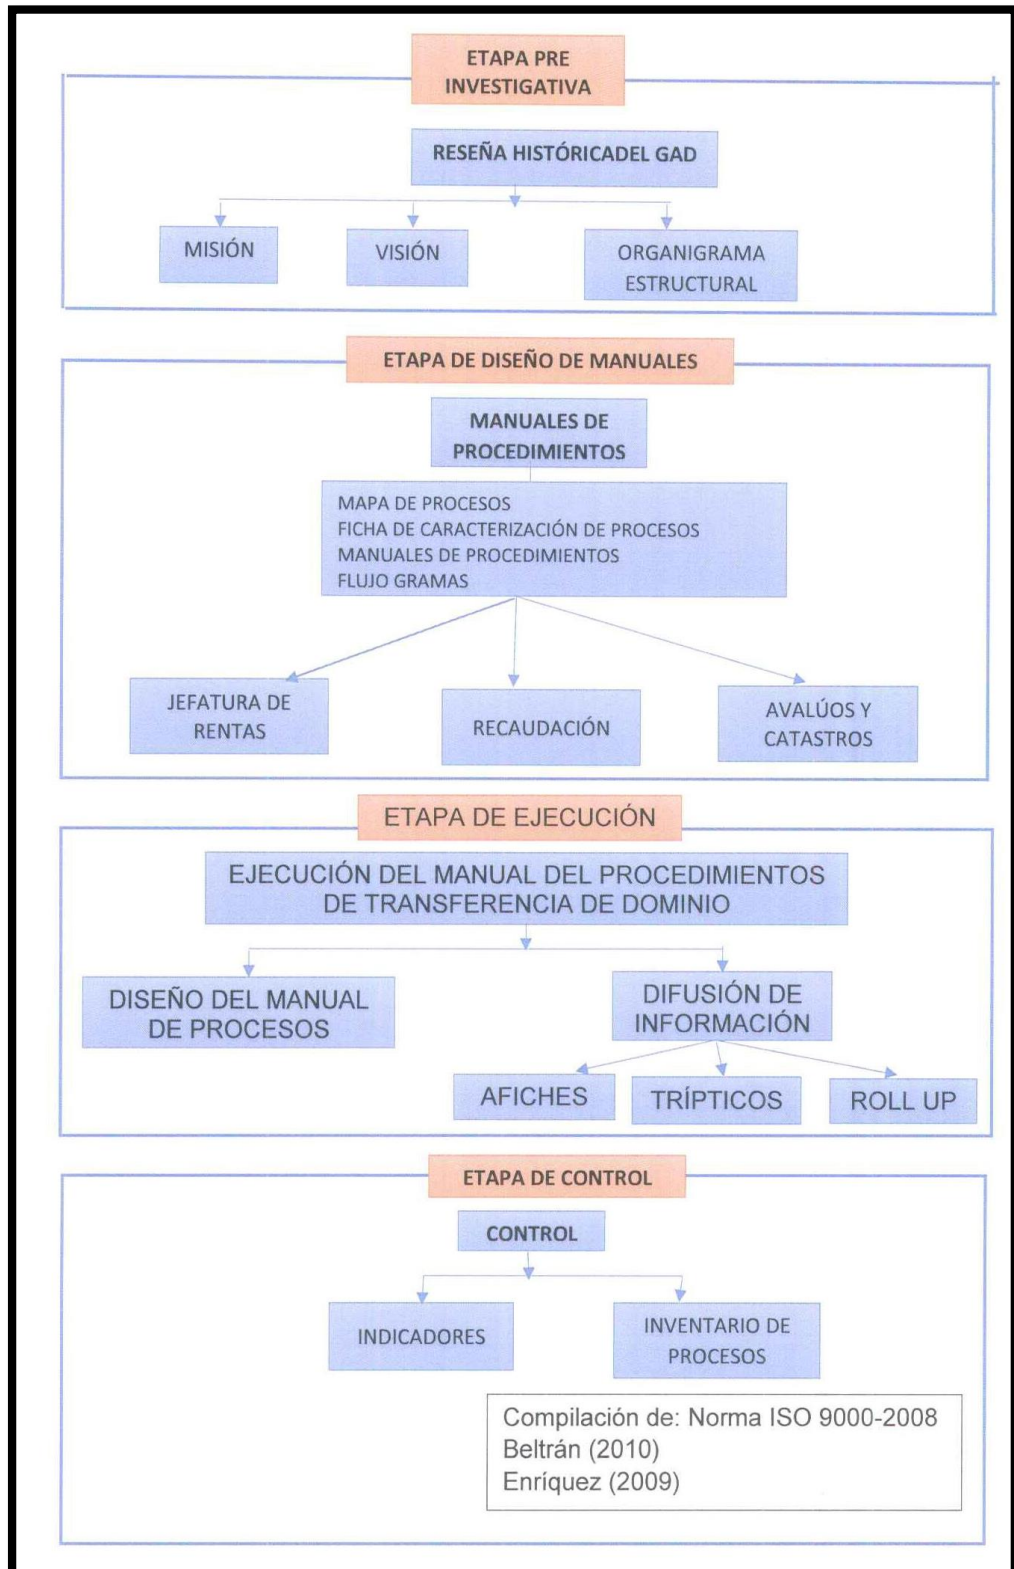 ETAPA PRE
INVESTIGATIVA
RESEÑA HISTÓRICADEL GAD
MISIÓN
VISIÓN
ORGANIGRAMA
ESTRUCTURAL
ETAPA DE DISEÑO DE MANUALES
MANUALES DE
PROCEDIMIENTOS
MAPA DE PROCESOS
FICHA DE CARACTERIZACIÓN DE PROCESOS
MANUALES DE PROCEDIMIENTOS
FLUJO GRAMAS
JEFATURA DE
RENTAS
RECAUDACIÓN
AVALÚOS Y
CATASTROS
ETAPA DE EJECUCIÓN
EJECUCIÓN DEL MANUAL DEL PROCEDIMIENTOS
DE TRANSFERENCIA DE DOMINIO
DISEÑO DEL MANUAL
DE PROCESOS
DIFUSIÓN DE
INFORMACIÓN
AFICHES
TRÍPTICOS
ROLL UP
ETAPA DE CONTROL
CONTROL
INDICADORES
INVENTARIO DE
PROCESOS
Compilación de: Norma ISO 9000-2008
Beltrán (2010)
Enríquez (2009)